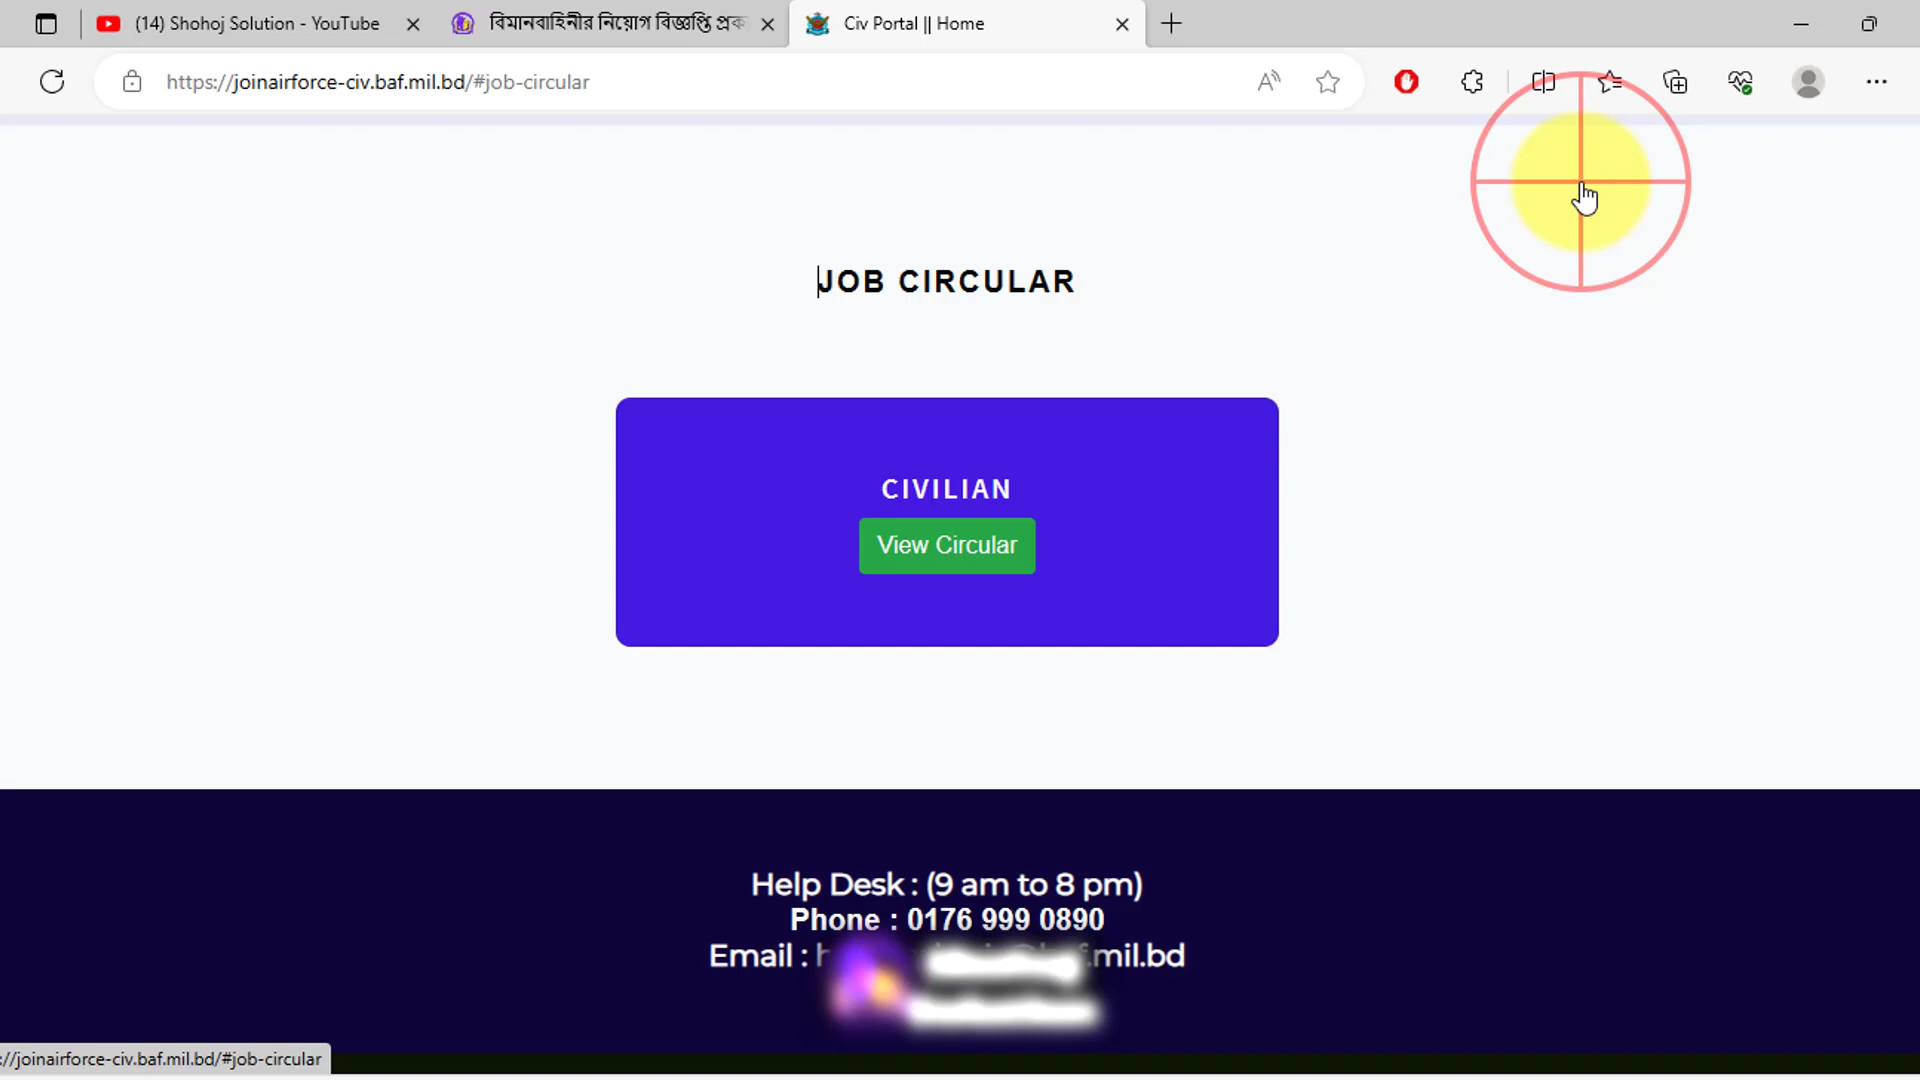 (14) Shohoj Solution - YouTube
বিমানবাহিনীর নিয়োগ বিজ্ঞপ্তি প্রক
Civ Portal || Home
https://joinairforce-civ.baf.mil.bd/#job-circular
JOB CIRCULAR
CIVILIAN
View Circular
Help Desk : (9 am to 8 pm)
Phone : 0176 999 0890
Email : .mil.bd
://joinairforce-civ.baf.mil.bd/#job-circular